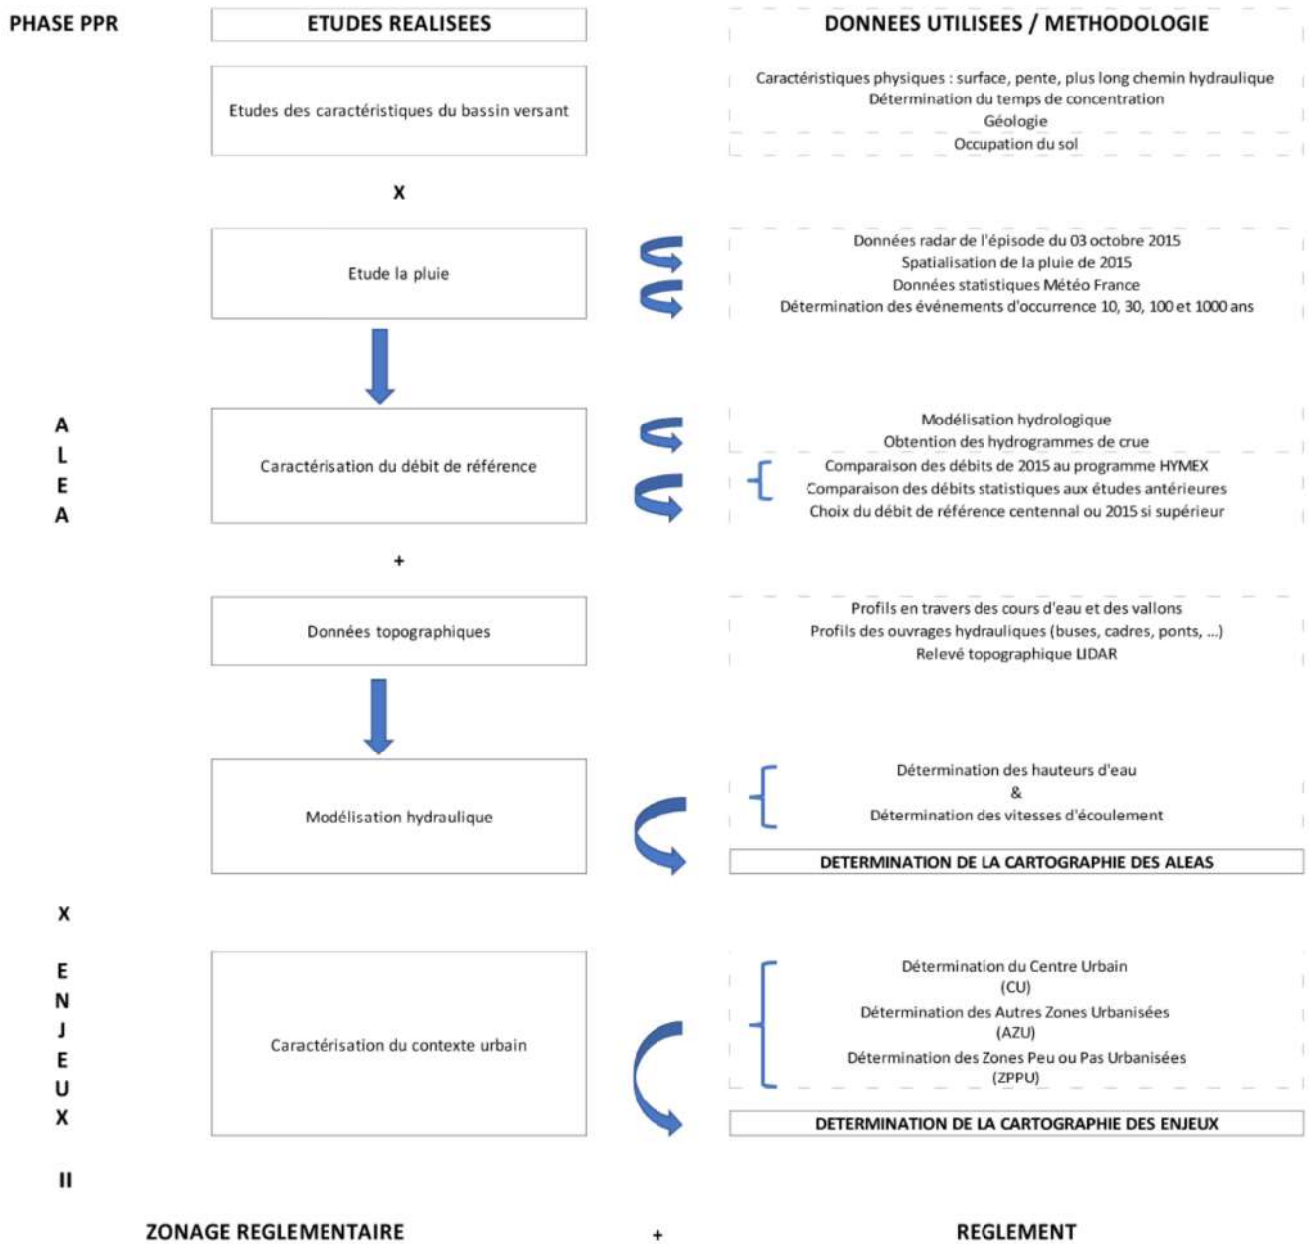 PHASE PPR
ETUDES REALISEES
DONNEES UTILISEES / METHODOLOGIE
Etudes des caractéristiques du bassin versant
Caractéristiques physiques : surface, pente, plus long chemin hydraulique
Détermination du temps de concentration
Géologie
Occupation du sol
X
Etude la pluie
Données radar de l'épisode du 03 octobre 2015
Spatialisation de la pluie de 2015
Données statistiques Météo France
Détermination des événements d'occurrence 10, 30, 100 et 1000 ans
A
L
E
A
Caractérisation du débit de référence
Modélisation hydrologique
Obtention des hydrogrammes de crue
Comparaison des débits de 2015 au programme HYMEX
Comparaison des débits statistiques aux études antérieures
Choix du débit de référence centennal ou 2015 si supérieur
+
Données topographiques
Profils en travers des cours d'eau et des vallons
Profils des ouvrages hydrauliques (buses, cadres, ponts, ...)
Relevé topographique LIDAR
Modélisation hydraulique
Détermination des hauteurs d'eau
&
Détermination des vitesses d'écoulement
DETERMINATION DE LA CARTOGRAPHIE DES ALEAS
X
E
N
J
E
U
X
Caractérisation du contexte urbain
Détermination du Centre Urbain
(CU)
Détermination des Autres Zones Urbanisées
(AZU)
Détermination des Zones Peu ou Pas Urbanisées
(ZPPU)
DETERMINATION DE LA CARTOGRAPHIE DES ENJEUX
II
ZONAGE REGLEMENTAIRE
+
REGLEMENT